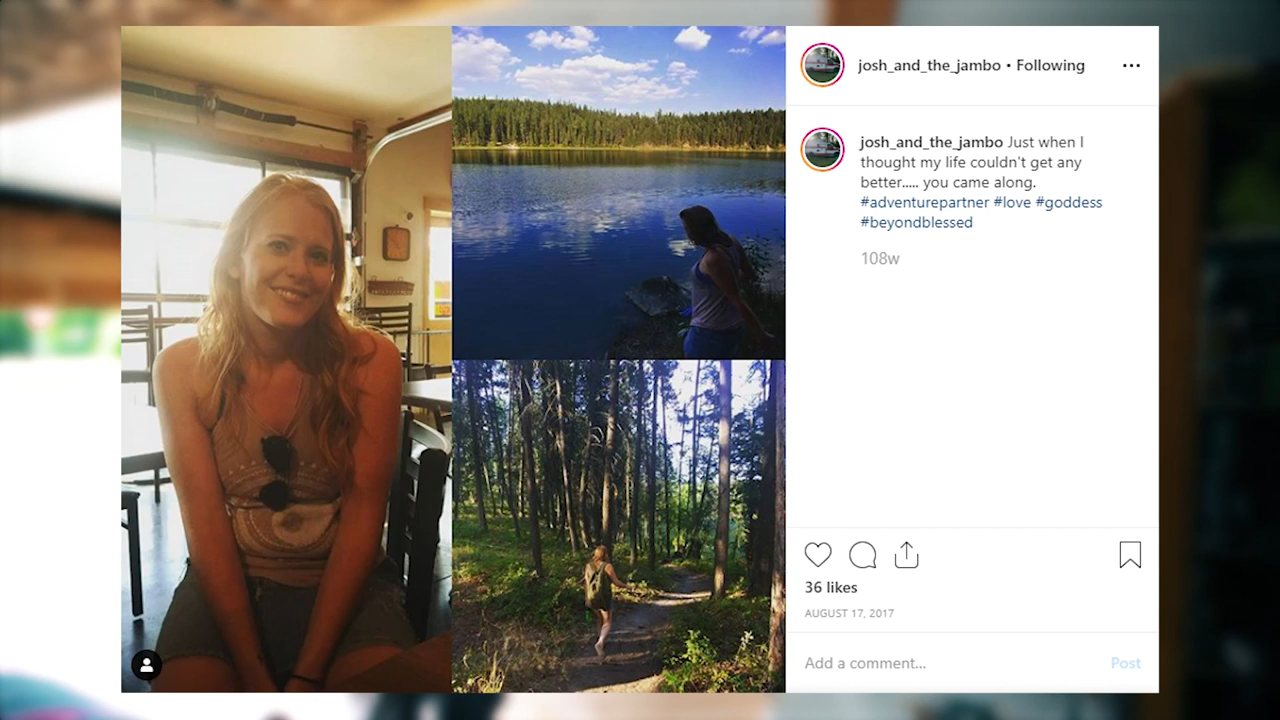 josh_and_the_jambo • Following
josh_and_the_jambo Just when I
thought my life couldn't get any
better..... you came along.
#adventurepartner #love #goddess
#beyondblessed
108w
36 likes
AUGUST 17, 2017
Add a comment... Post